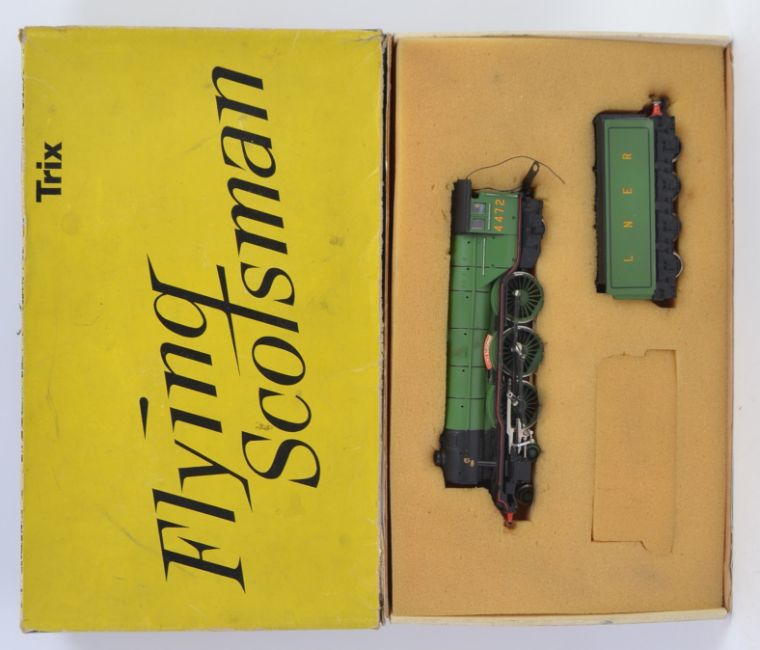 Trix
Flying
Scotsman
4472
L N E R